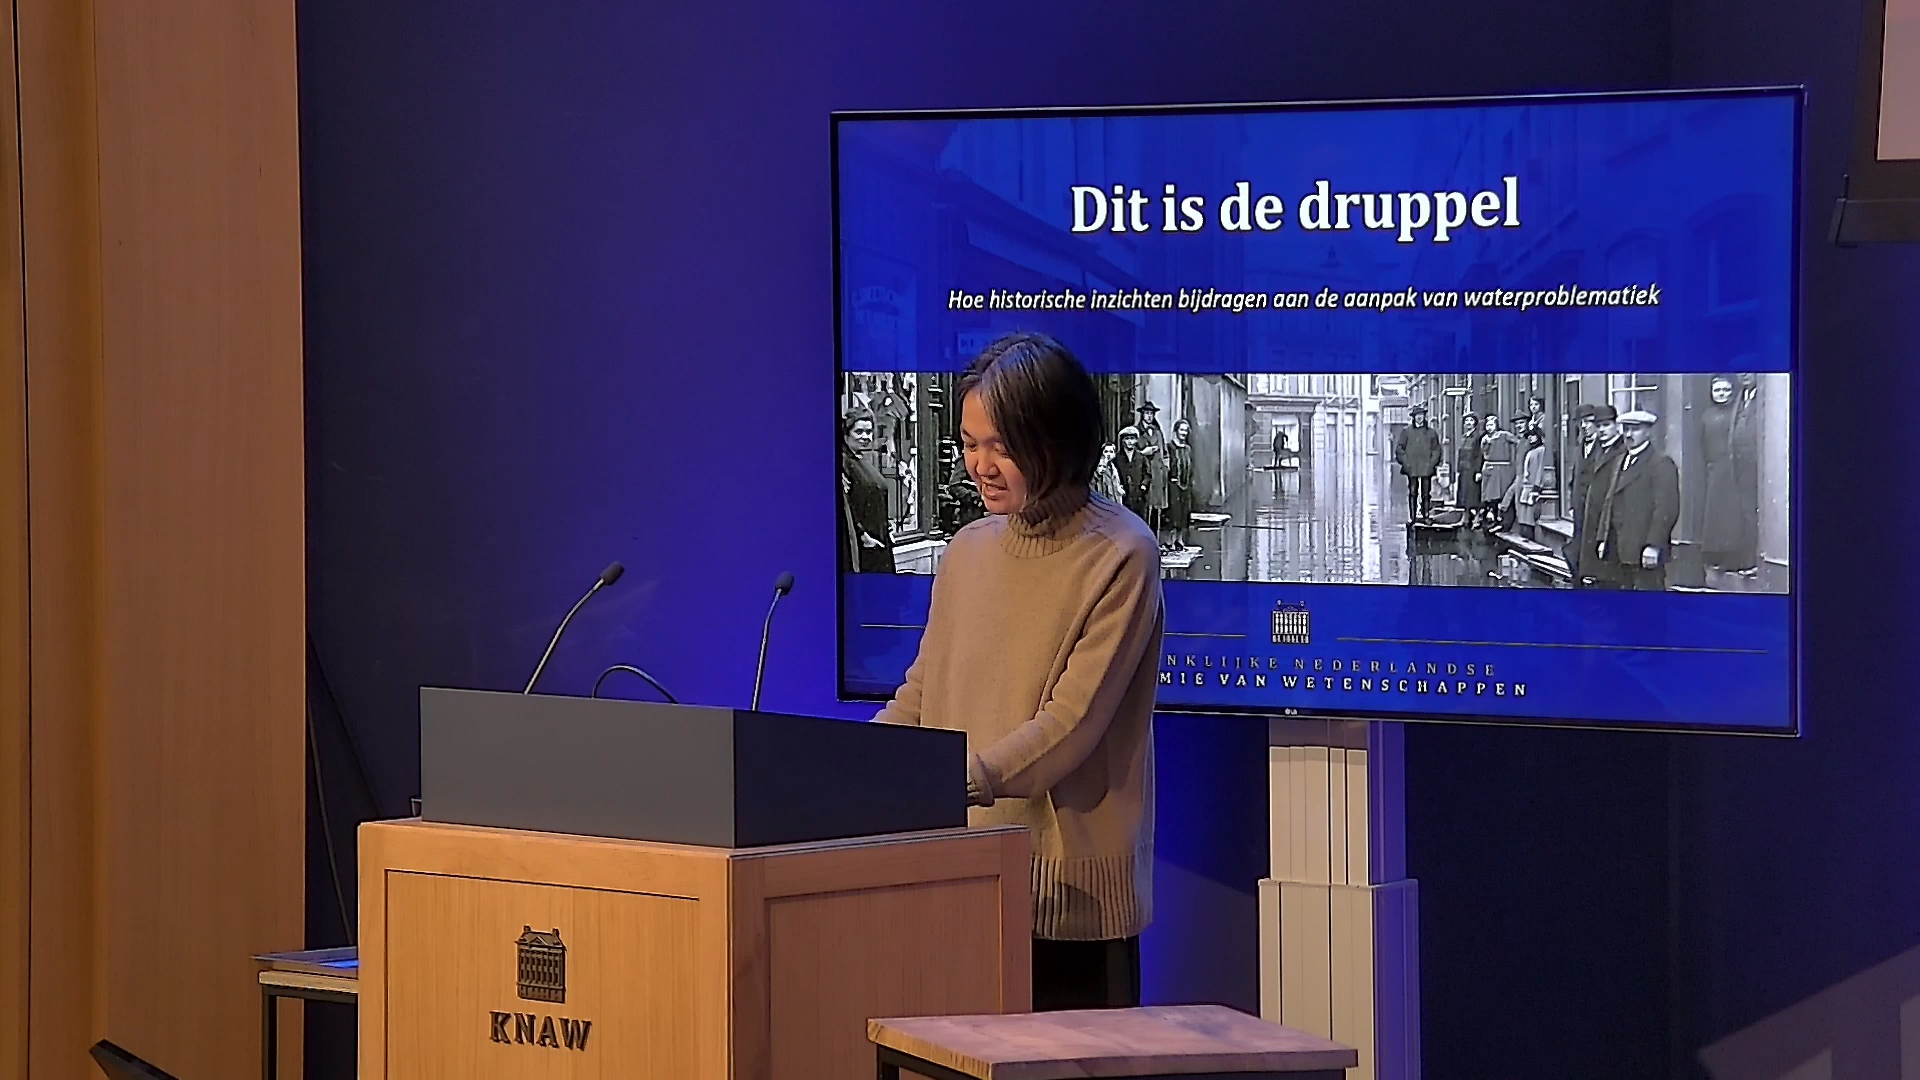 Dit is de druppel
Hoe historische inzichten bijdragen aan de aanpak van waterproblematiek
NKLIJKE NEDERLANDSE
MIE VAN WETENSCHAPPEN
LG
KNAW